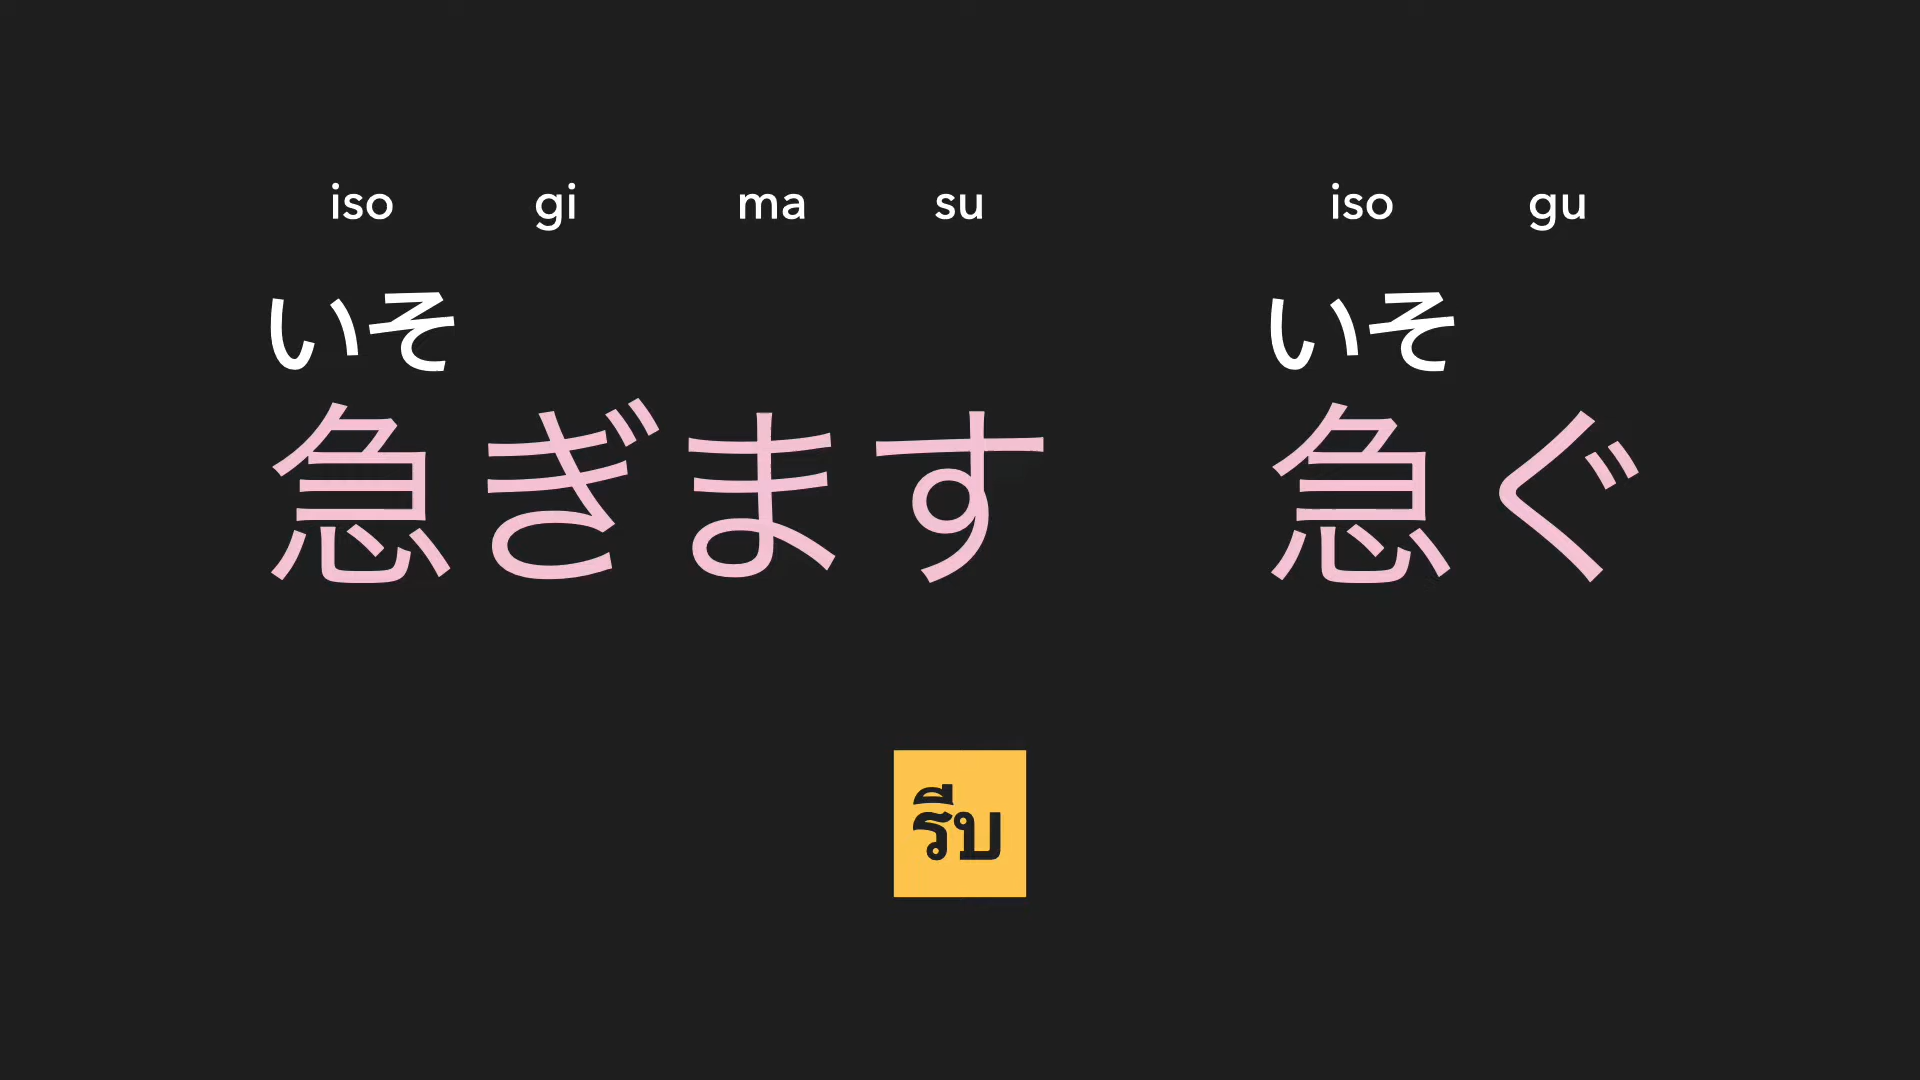 iso gi ma su iso gu
いそ いそ
急ぎます 急ぐ
รีบ